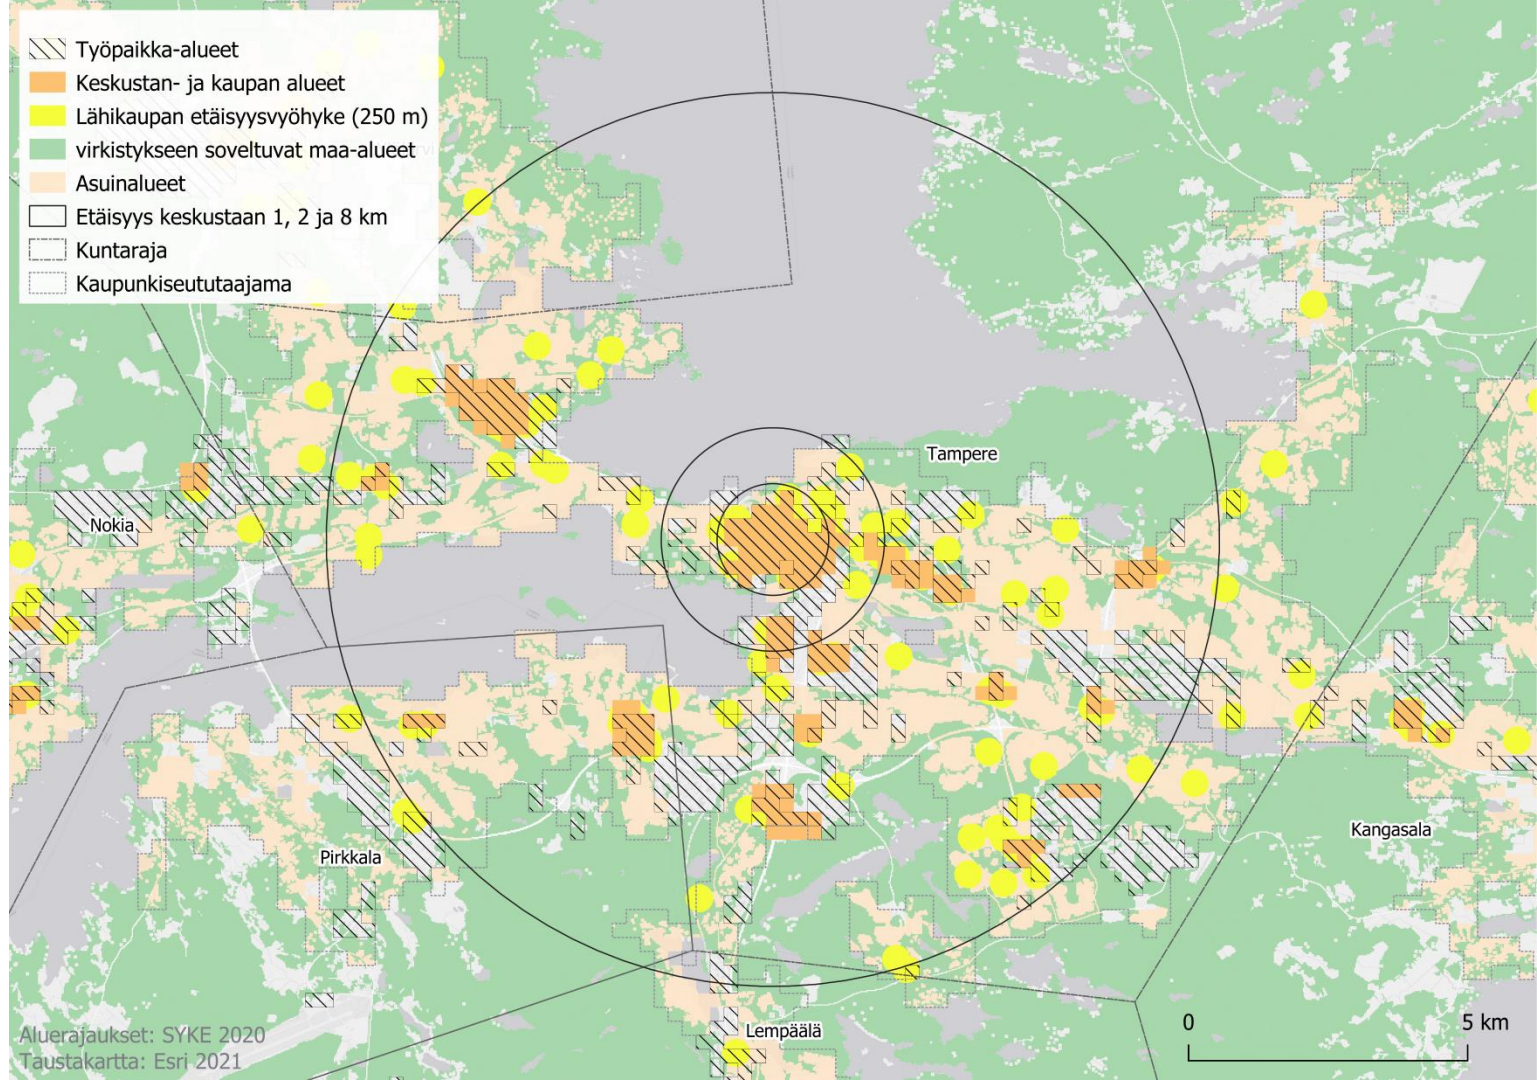 Työpaikka-alueet
Keskustan- ja kaupan alueet
Lähikaupan etäisyysvyöhyke (250 m)
virkistykseen soveltuvat maa-alueet
Asuinalueet
Etäisyys keskustaan 1, 2 ja 8 km
Kuntaraja
Kaupunkiseututaajama
Tampere
Nokia
Kangasala
Pirkkala
Lempäälä
0
5 km
Aluerajaukset: SYKE 2020
Taustakartta: Esri 2021